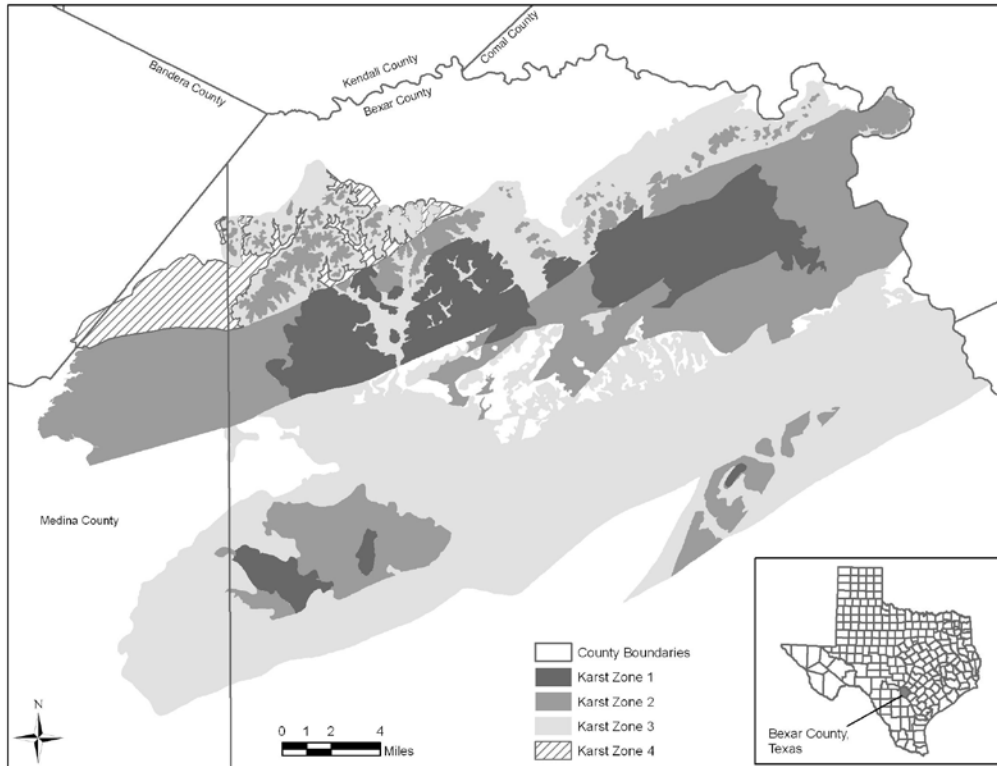 Bandera County
Kendall County
Comal County
Bexar County
Medina County
County Boundaries
Karst Zone 1
Karst Zone 2
Karst Zone 3
Karst Zone 4
N
0 1 2 4
Miles
Bexar County,
Texas